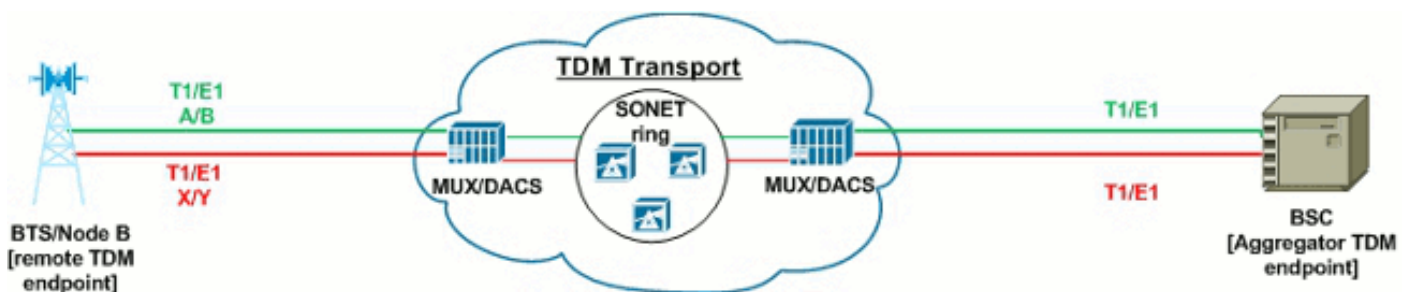 TDM Transport
T1/E1
A/B
SONET
ring
T1/E1
MUX/DACS
MUX/DACS
T1/E1
X/Y
T1/E1
BTS/Node B
[remote TDM
endpoint]
BSC
[Aggregator TDM
endpoint]